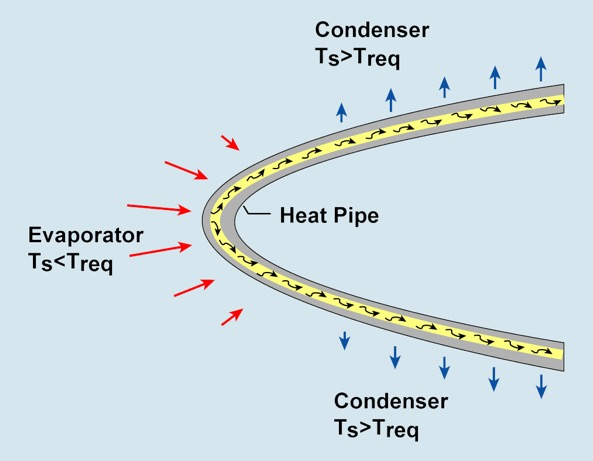 Condenser
Ts>Treq
Heat Pipe
Evaporator
Ts<Treq
Condenser
Ts>Treq